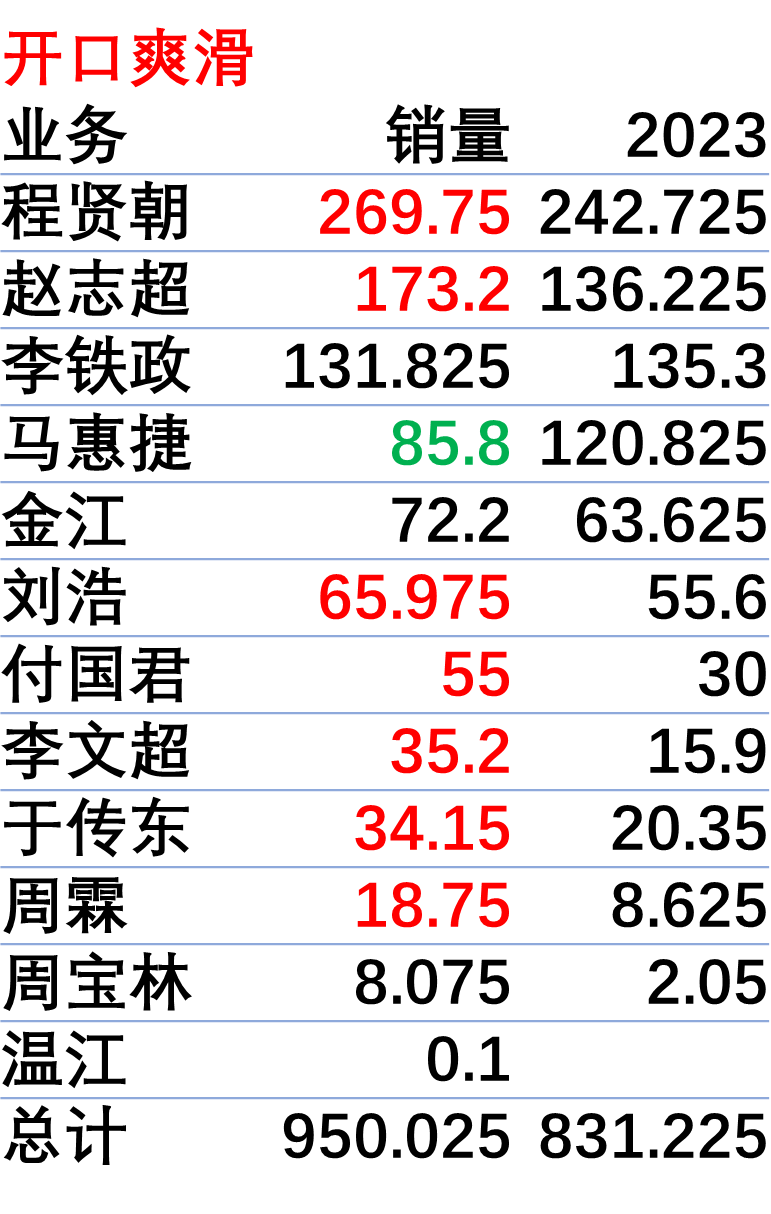 开口爽滑
业务 销量 2023
程贤朝 269.75 242.725
赵志超 173.2 136.225
李铁政 131.825 135.3
马惠捷 85.8 120.825
金江 72.2 63.625
刘浩 65.975 55.6
付国君 55 30
李文超 35.2 15.9
于传东 34.15 20.35
周霖 18.75 8.625
周宝林 8.075 2.05
温江 0.1
总计 950.025 831.225